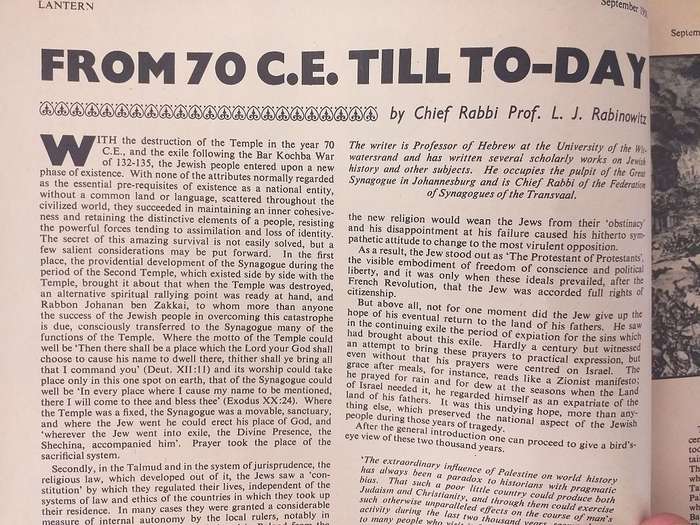 LANTERN
September
FROM 70 C.E. TILL TO-DAY
by Chief Rabbi Prof. L. J. Rabinowitz
WITH the destruction of the Temple in the year 70
C.E., and the exile following the Bar Kochba War
of 132-135, the Jewish people entered upon a new
phase of existence. With none of the attributes normally regarded
as the essential pre-requisites of existence as a national entity,
without a common land or language, scattered throughout the
civilized world, they succeeded in maintaining an inner cohesive-
ness and retaining the distinctive elements of a people, resisting
the powerful forces tending to assimilation and loss of identity.
The secret of this amazing survival is not easily solved, but a
few salient considerations may be put forward. In the first
place, the providential development of the Synagogue during the
period of the Second Temple, which existed side by side with the
Temple, brought it about that when the Temple was destroyed,
an alternative spiritual rallying point was ready at hand, and
Rabbon Johanan ben Zakkai, to whom more than anyone
the success of the Jewish people in overcoming this catastrophe
is due, consciously transferred to the Synagogue many of the
functions of the Temple. Where the motto of the Temple could
well be 'Then there shall be a place which the Lord your God shall
choose to cause his name to dwell there, thither shall ye bring all
that I command you' (Deut. XII:11) and its worship could take
place only in this one spot on earth, that of the Synagogue could
well be 'In every place where I cause my name to be mentioned,
there I will come to thee and bless thee' (Exodus XX:24). Where
the Temple was a fixed, the Synagogue was a movable, sanctuary,
and where the Jew went he could erect his place of God, and
'wherever the Jew went into exile, the Divine Presence, the
Shechina, accompanied him'. Prayer took the place of the
sacrificial system.
Secondly, in the Talmud and in the system of jurisprudence, the
religious law, which developed out of it, the Jews saw a 'con-
stitution' by which they regulated their lives, independent of the
systems of law and ethics of the countries in which they took up
their residence. In many cases they were granted a considerable
measure of internal autonomy by the local rulers, notably in
The writer is Professor of Hebrew at the University of the Wit-
watersrand and has written several scholarly works on Jewish
history and other subjects. He occupies the pulpit of the Great
Synagogue in Johannesburg and is Chief Rabbi of the Federation
of Synagogues of the Transvaal.
the new religion would wean the Jews from their 'obstinacy'
and his disappointment at his failure caused his hitherto sym-
pathetic attitude to change to the most virulent opposition.
As a result, the Jew stood out as 'The Protestant of Protestants',
the visible embodiment of freedom of conscience and political
liberty, and it was only when these ideals prevailed, after the
French Revolution, that the Jew was accorded full rights of
citizenship.
But above all, not for one moment did the Jew give up the
hope of his eventual return to the land of his fathers. He saw
in the continuing exile the period of expiation for the sins which
had brought about this exile. Hardly a century but witnessed
an attempt to bring these prayers to practical expression, but
even without that his prayers were centred on Israel. The
grace after meals, for instance, reads like a Zionist manifesto;
he prayed for rain and for dew at the seasons when the Land
of Israel needed it, he regarded himself as an expatriate of the
land of his fathers. It was this undying hope, more than any-
thing else, which preserved the national aspect of the Jewish
people during those years of tragedy.
After the general introduction one can proceed to give a bird's-
eye view of these two thousand years.
'The extraordinary influence of Palestine on world history
has always been a paradox to historians with pragmatic
bias. That such a poor little country could produce both
Judaism and Christianity, and through them could exercise
such otherwise unparalleled effects on the course of man's
activity during the last two thousand years,
to many people who